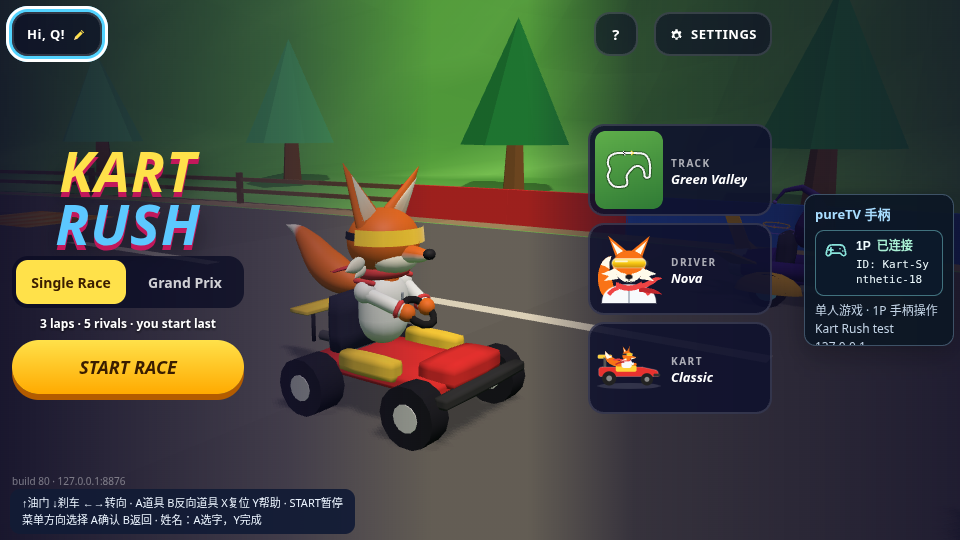 Hi, Q!
?
SETTINGS
KART
RUSH
Single Race
Grand Prix
3 laps · 5 rivals · you start last
START RACE
TRACK
Green Valley
DRIVER
Nova
KART
Classic
pureTV 手柄
1P 已连接
ID: Kart-Sy
nthetic-18
单人游戏 · 1P 手柄操作
Kart Rush test
127.0.0.1
build 80 · 127.0.0.1:8876
↑油门 ↓刹车 ←→转向 · A道具 B反向道具 X复位 Y帮助 · START暂停
菜单方向选择 A确认 B返回 · 姓名：A选字，Y完成